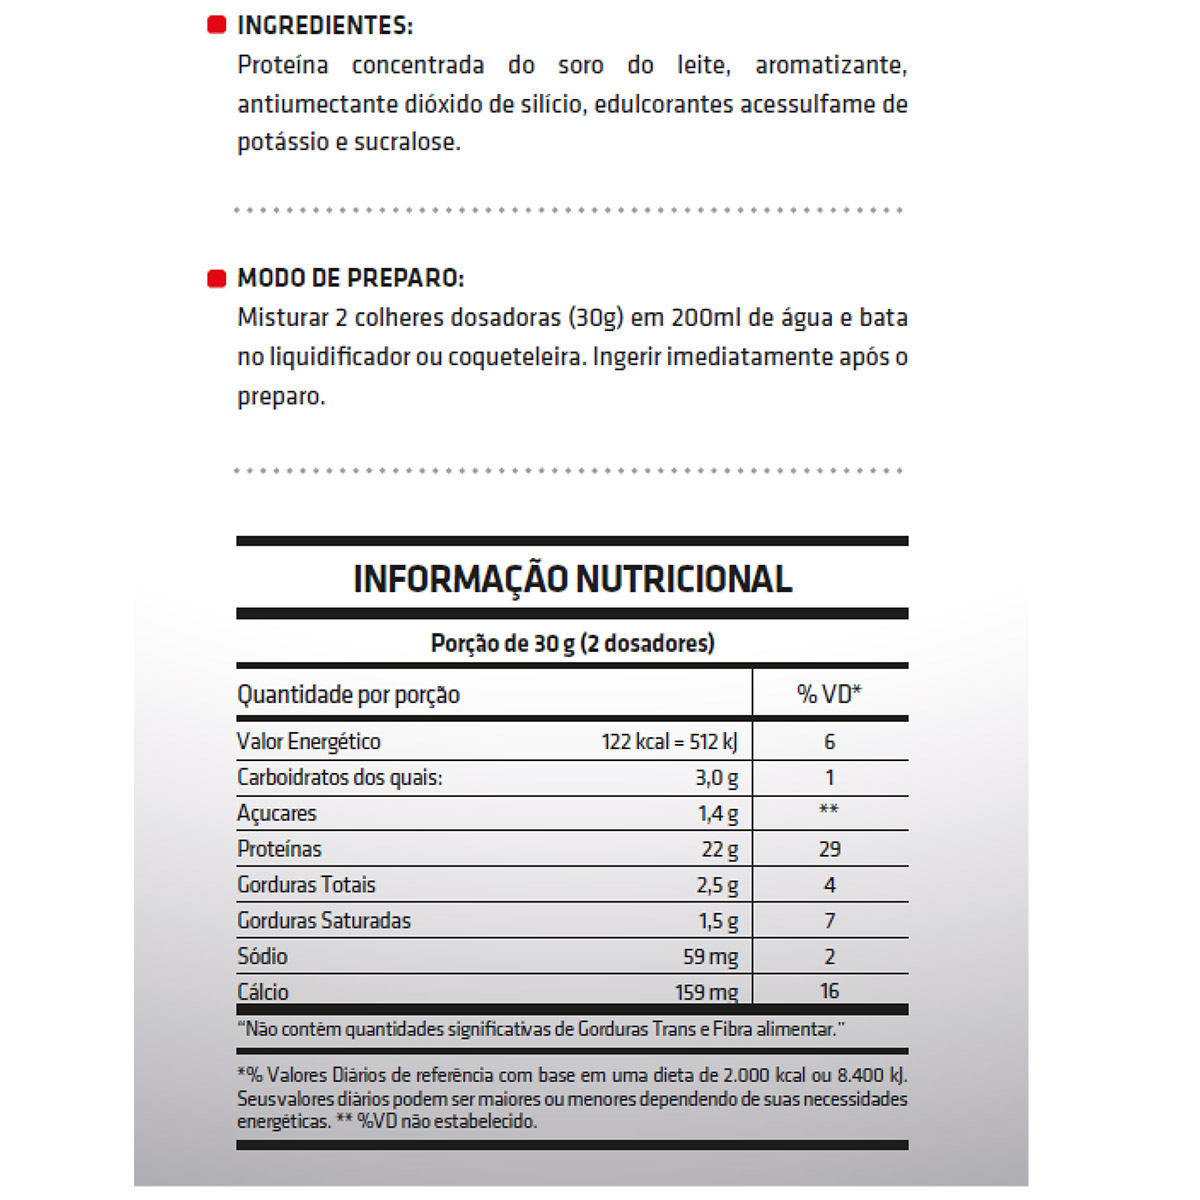 INGREDIENTES:
Proteína concentrada do soro do leite, aromatizante,
antiumectante dióxido de silício, edulcorantes acessulfame de
potássio e sucralose.
MODO DE PREPARO:
Misturar 2 colheres dosadoras (30g) em 200ml de água e bata
no liquidificador ou coqueteleira. Ingerir imediatamente após o
preparo.
INFORMAÇÃO NUTRICIONAL
Porção de 30 g (2 dosadores)
Quantidade por porção % VD*
Valor Energético 122 kcal = 512 kJ 6
Carboidratos dos quais: 3,0 g 1
Açucares 1,4 g **
Proteínas 22 g 29
Gorduras Totais 2,5 g 4
Gorduras Saturadas 1,5 g 7
Sódio 59 mg 2
Cálcio 159 mg 16
“Não contêm quantidades significativas de Gorduras Trans e Fibra alimentar.”
*% Valores Diários de referência com base em uma dieta de 2.000 kcal ou 8.400 kJ.
Seus valores diários podem ser maiores ou menores dependendo de suas necessidades
energéticas. ** %VD não estabelecido.